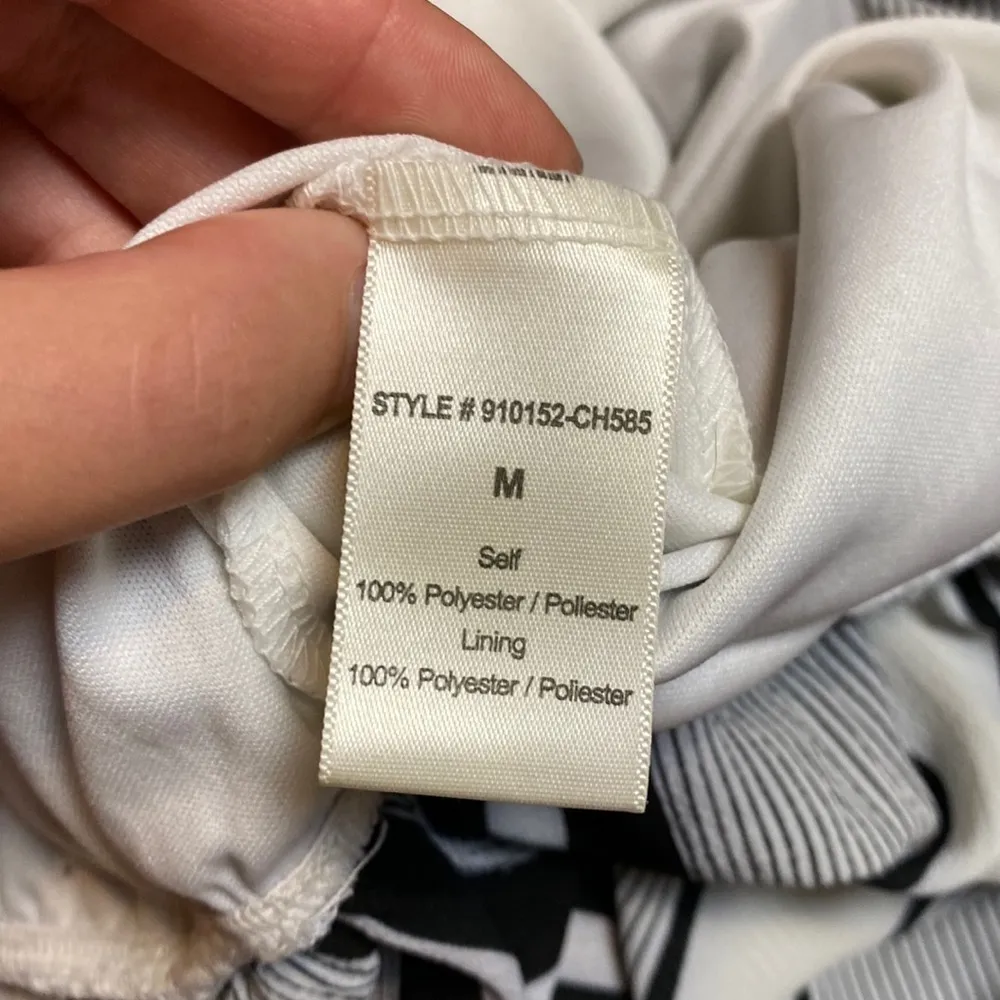 STYLE # 910152-CH585
M
Self
100% Polyester / Poliester
Lining
100% Polyester / Poliester